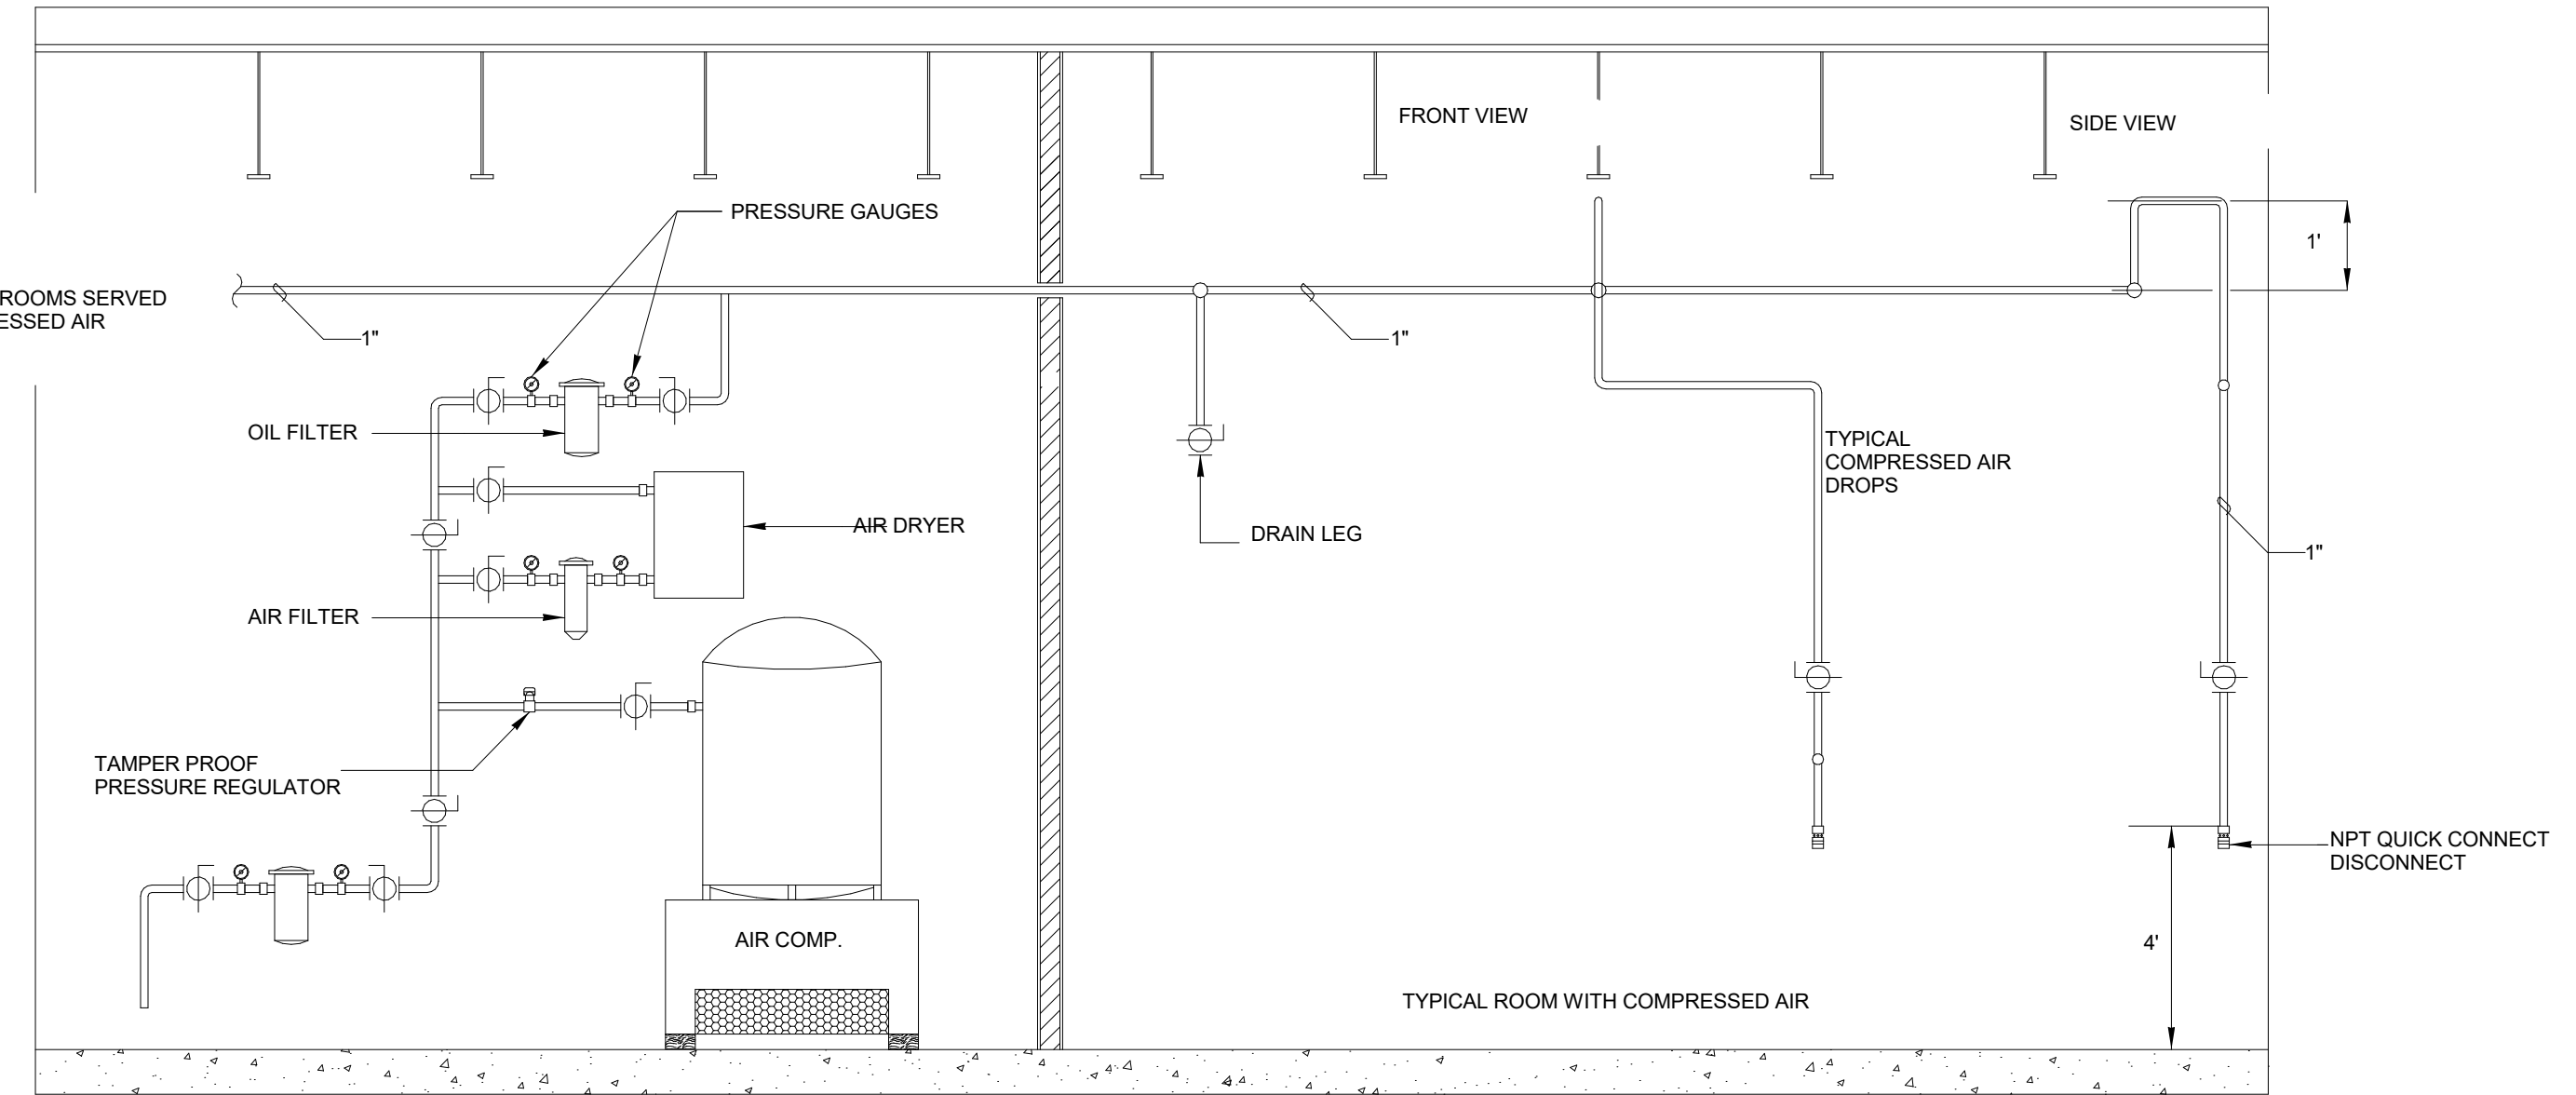 FRONT VIEW
SIDE VIEW
PRESSURE GAUGES
1'
ROOMS SERVED
ESSED AIR
1"
1"
OIL FILTER
TYPICAL
COMPRESSED AIR
DROPS
AIR DRYER
DRAIN LEG
1"
AIR FILTER
TAMPER PROOF
PRESSURE REGULATOR
NPT QUICK CONNECT
DISCONNECT
AIR COMP.
4'
TYPICAL ROOM WITH COMPRESSED AIR